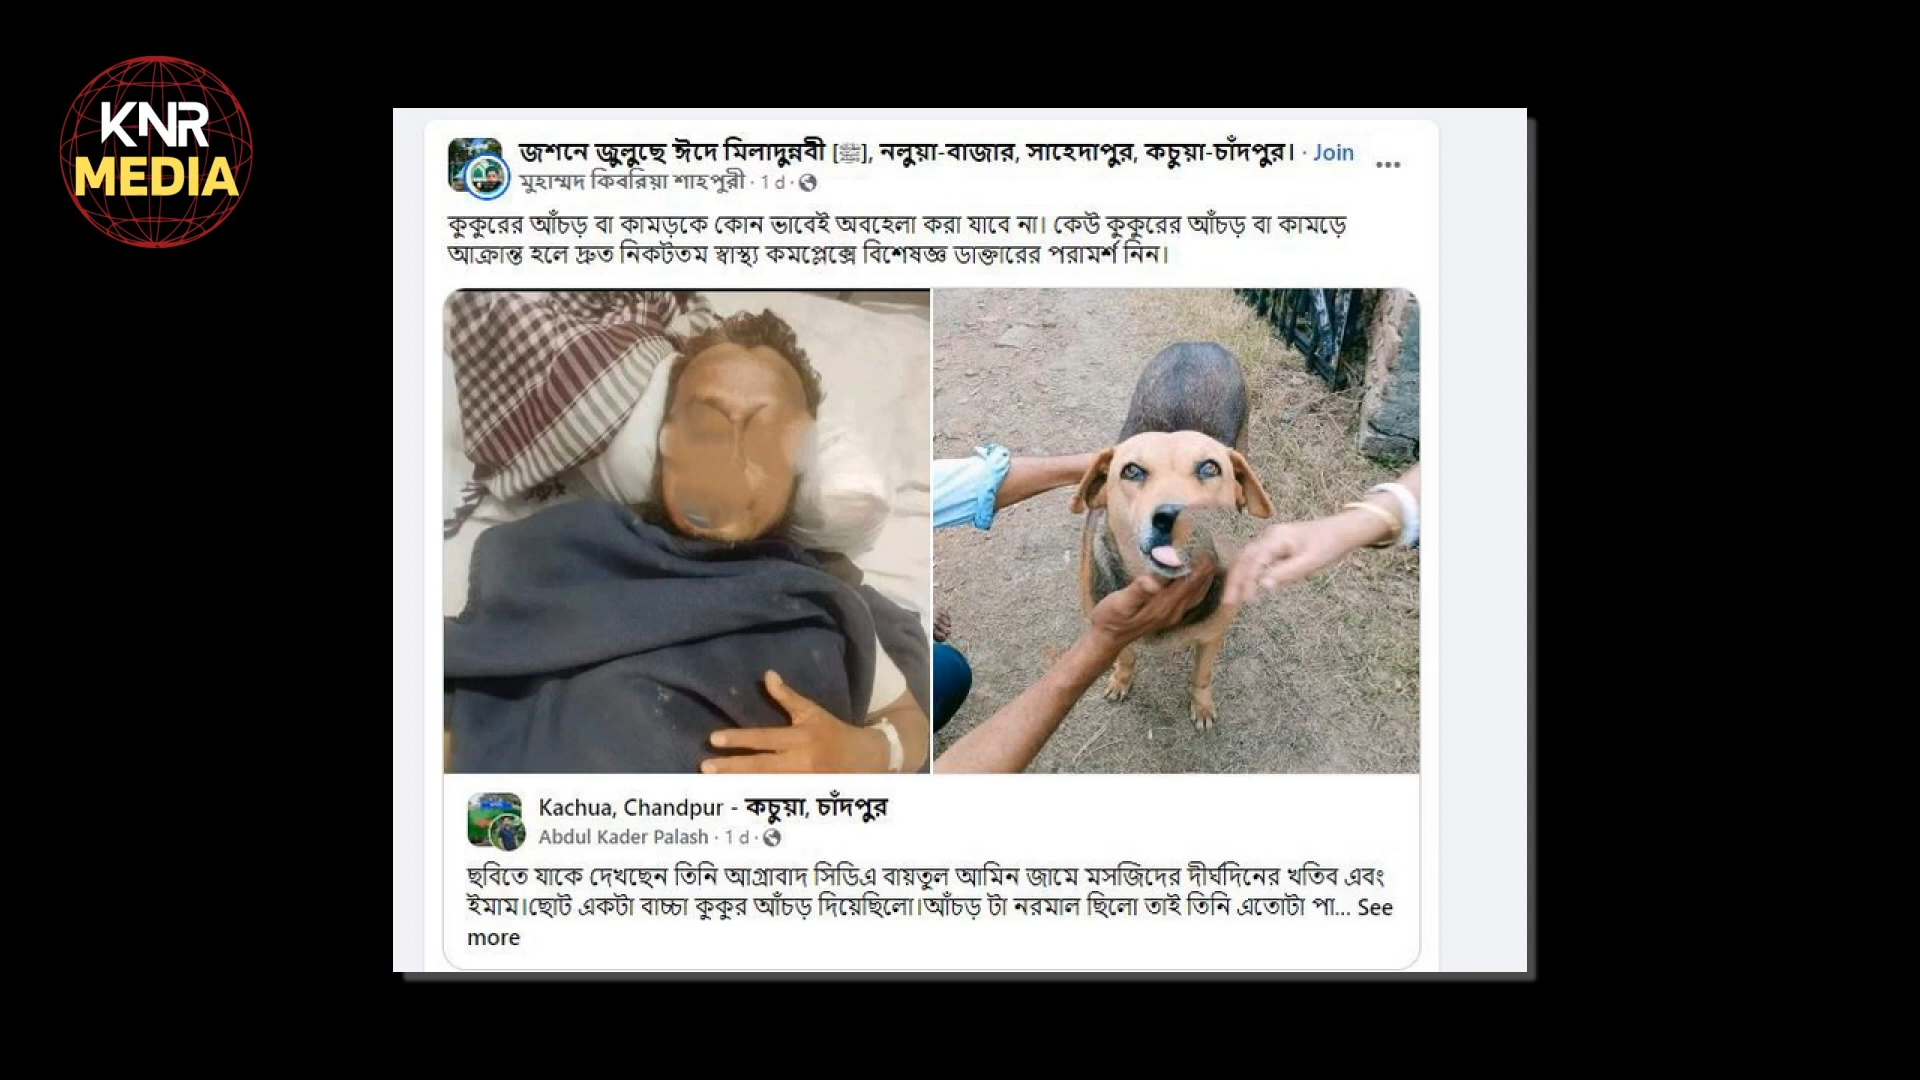 KNR
MEDIA
জশনে জুলুছে ঈদে মিলাদুন্নবী [ﷺ], নলুয়া-বাজার, সাহেদাপুর, কচুয়া-চাঁদপুর। · Join
মুহাম্মদ কিবরিয়া শাহপুরী · 1 d ·
কুকুরের আঁচড় বা কামড়কে কোন ভাবেই অবহেলা করা যাবে না। কেউ কুকুরের আঁচড় বা কামড়ে
আক্রান্ত হলে দ্রুত নিকটতম স্বাস্থ্য কমপ্লেক্সে বিশেষজ্ঞ ডাক্তারের পরামর্শ নিন।
Kachua, Chandpur - কচুয়া, চাঁদপুর
Abdul Kader Palash · 1 d ·
ছবিতে যাকে দেখছেন তিনি আগ্রাবাদ সিডিএ বায়তুল আমিন জামে মসজিদের দীর্ঘদিনের খতিব এবং
ইমাম।ছোট একটা বাচ্চা কুকুর আঁচড় দিয়েছিলো।আঁচড় টা নরমাল ছিলো তাই তিনি এতোটা পা... See
more